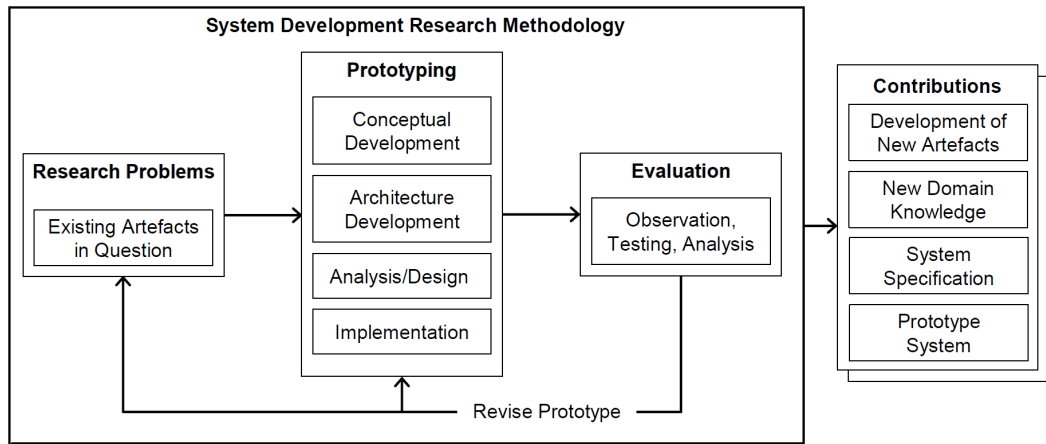 System Development Research Methodology
Research Problems
Existing Artefacts
in Question
Prototyping
Conceptual
Development
Architecture
Development
Analysis/Design
Implementation
Evaluation
Observation,
Testing, Analysis
Revise Prototype
Contributions
Development of
New Artefacts
New Domain
Knowledge
System
Specification
Prototype
System